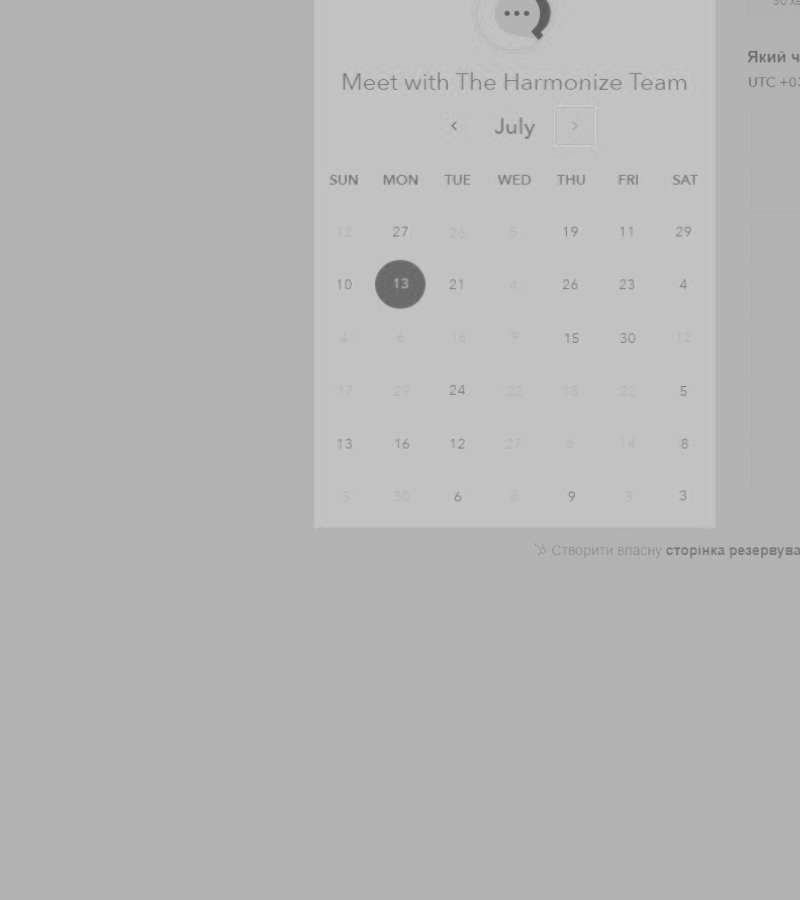 Meet with The Harmonize Team
July
SUN MON TUE WED THU FRI SAT
12 27 26 5 19 11 29
10 13 21 4 26 23 4
4 6 16 9 15 30 12
17 29 24 22 18 22 5
13 16 12 27 6 14 8
3 30 6 8 9 3 3
Який ч
UTC +03
Створити власну сторінка резервува